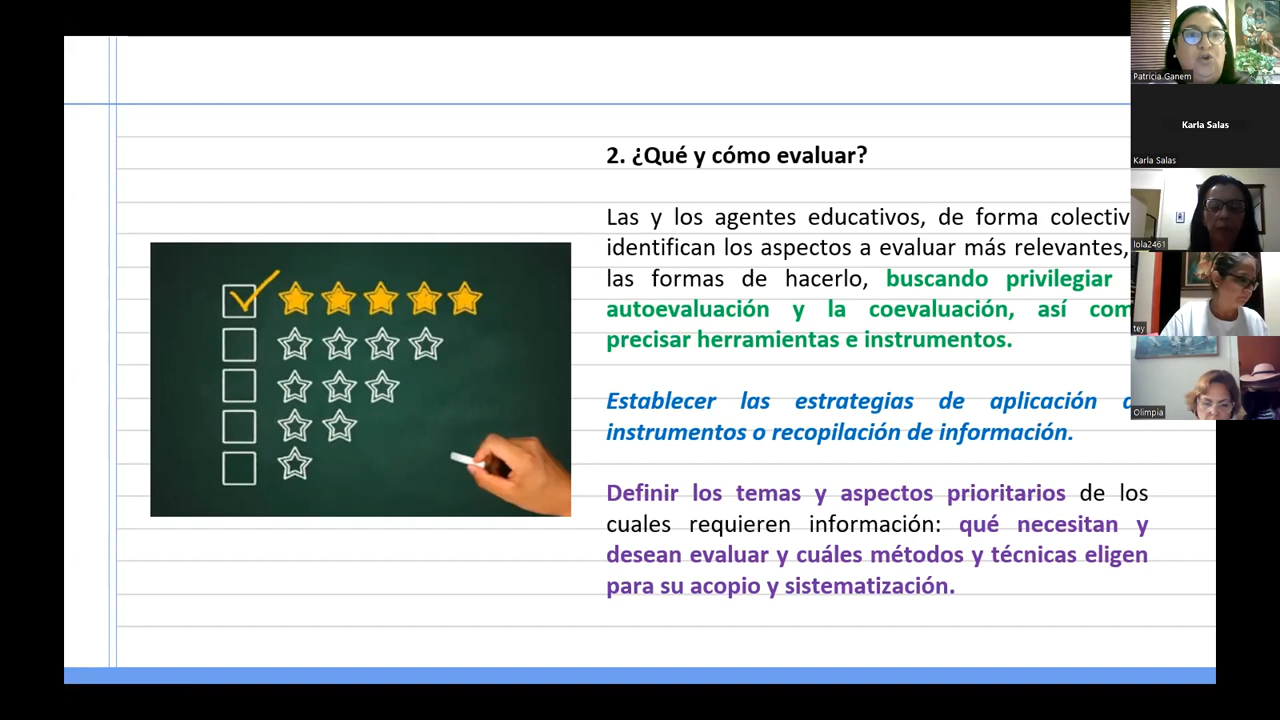 2. ¿Qué y cómo evaluar?
Las y los agentes educativos, de forma
identifican los aspectos a evaluar más relevantes,
las formas de hacerlo, buscando privilegiar
autoevaluación y la coevaluación, así
precisar herramientas e instrumentos.
Establecer las estrategias de aplicación
instrumentos o recopilación de información.
Definir los temas y aspectos prioritarios de los
cuales requieren información: qué necesitan y
desean evaluar y cuáles métodos y técnicas eligen
para su acopio y sistematización.
Patricia Ganem
Karla Salas
Karla Salas
lola2461
tey
Olimpia